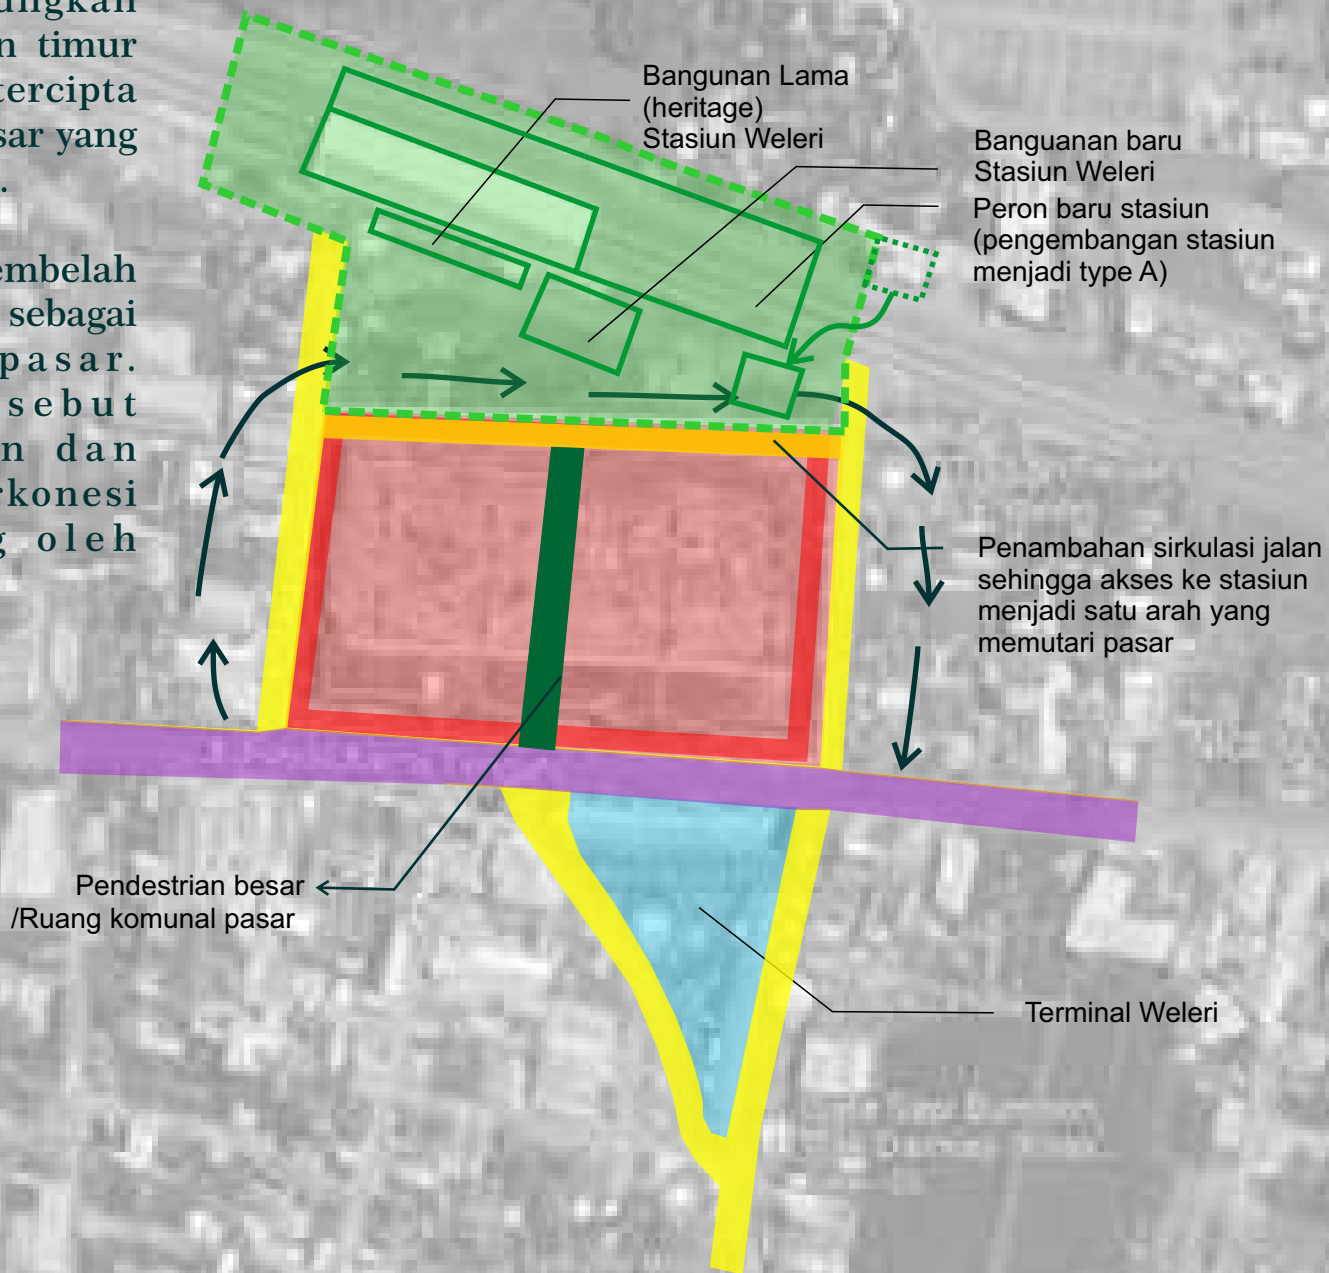 n timur
tercipta
sar yang
.
embelah
sebagai
pasar.
sebut
n dan
rkonesi
oleh
Bangunan Lama
(heritage)
Stasiun Weleri
Banguanan baru
Stasiun Weleri
Peron baru stasiun
(pengembangan stasiun
menjadi type A)
Penambahan sirkulasi jalan
sehingga akses ke stasiun
menjadi satu arah yang
memutari pasar
Pendestrian besar
/Ruang komunal pasar
Terminal Weleri